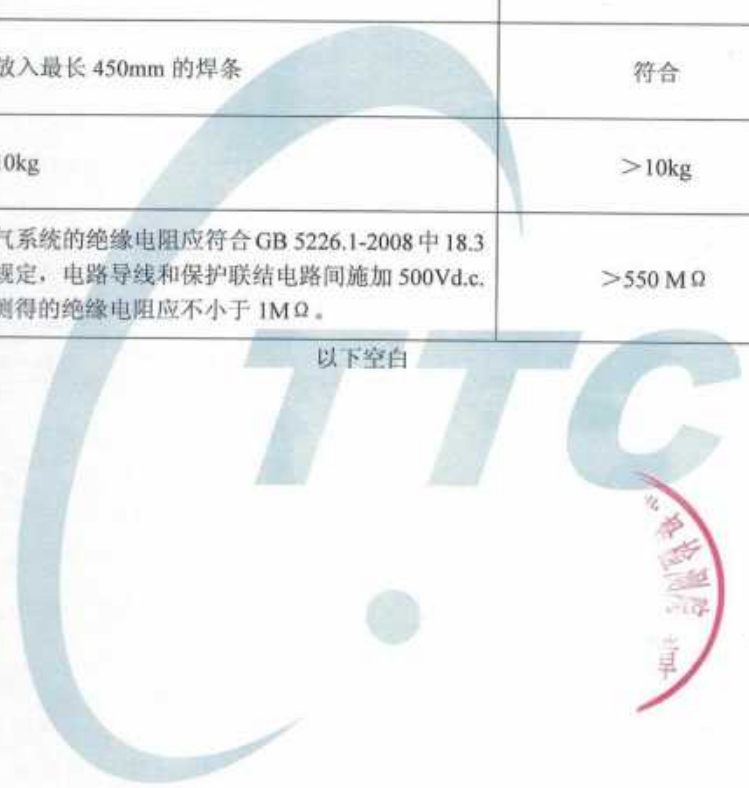 放入最长 450mm 的焊条
符合
0kg
＞10kg
气系统的绝缘电阻应符合 GB 5226.1-2008 中 18.3
规定，电路导线和保护联结电路间施加 500Vd.c.
测得的绝缘电阻应不小于 1MΩ。
＞550 MΩ
以下空白
TTC
检测
章